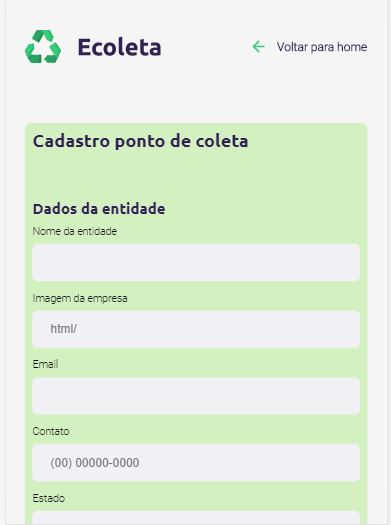 Ecoleta
Voltar para home
Cadastro ponto de coleta
Dados da entidade
Nome da entidade
Imagem da empresa
html/
Email
Contato
(00) 00000-0000
Estado